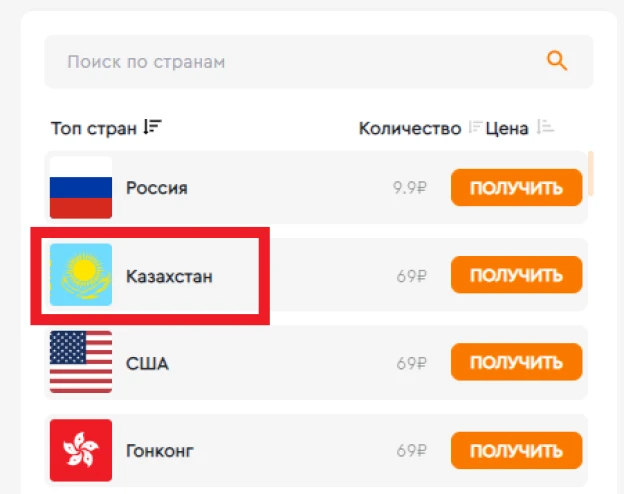 Поиск по странам
Топ стран Количество Цена
Россия 9.9₽ ПОЛУЧИТЬ
Казахстан 69₽ ПОЛУЧИТЬ
США 69₽ ПОЛУЧИТЬ
Гонконг 69₽ ПОЛУЧИТЬ